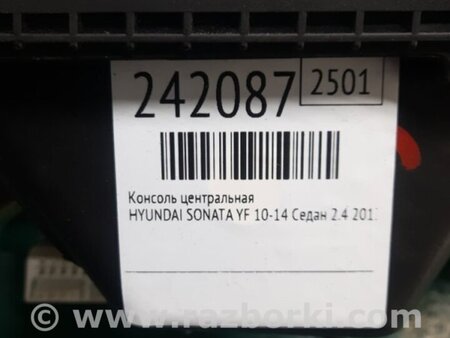 242087 2501
Консоль центральная
HYUNDAI SONATA YF 10-14 Седан 2.4 201
© www.razborki.com